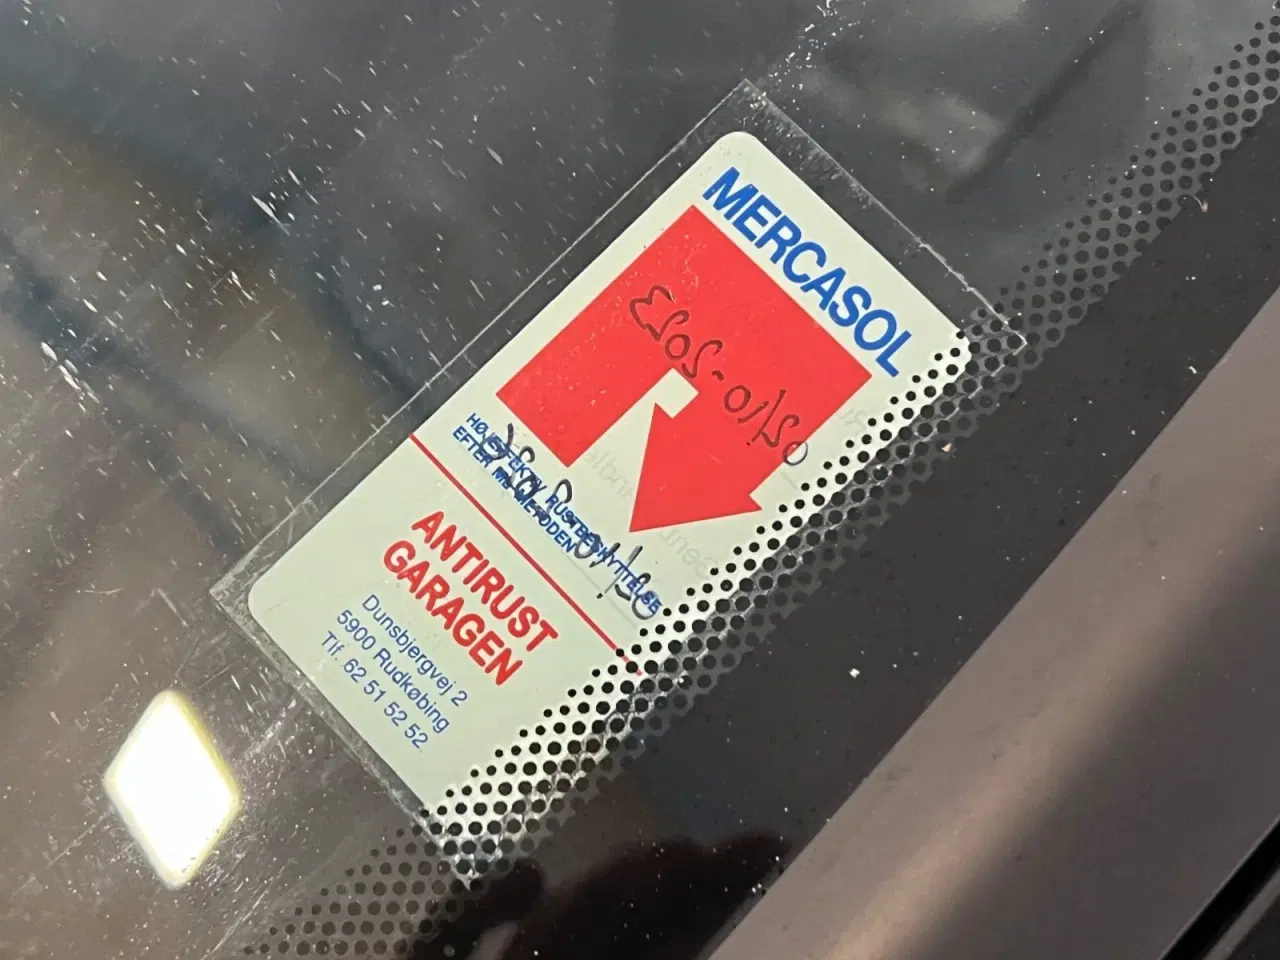 MERCASOL
02/10-2023
HØJEFFEKTIV RUSTBESKYTTELSE
EFTER ML METODEN
ANTIRUST
GARAGEN
Dunsbjergvej 2
5900 Rudkøbing
Tlf. 62 51 52 52